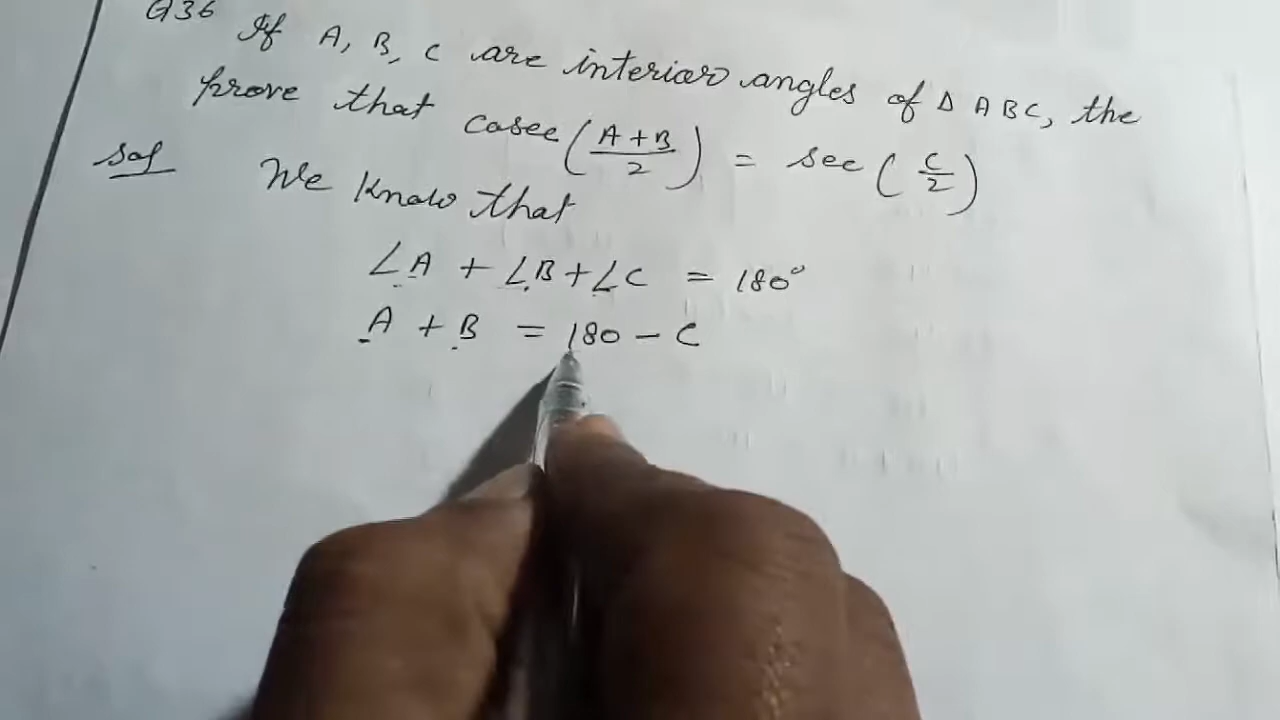 Q36 If A, B, C are interior angles of Δ ABC, the
prove that cosec (A+B/2) = sec (C/2)
Sol We know that
∠A + ∠B + ∠C = 180°
A + B = 180 - C